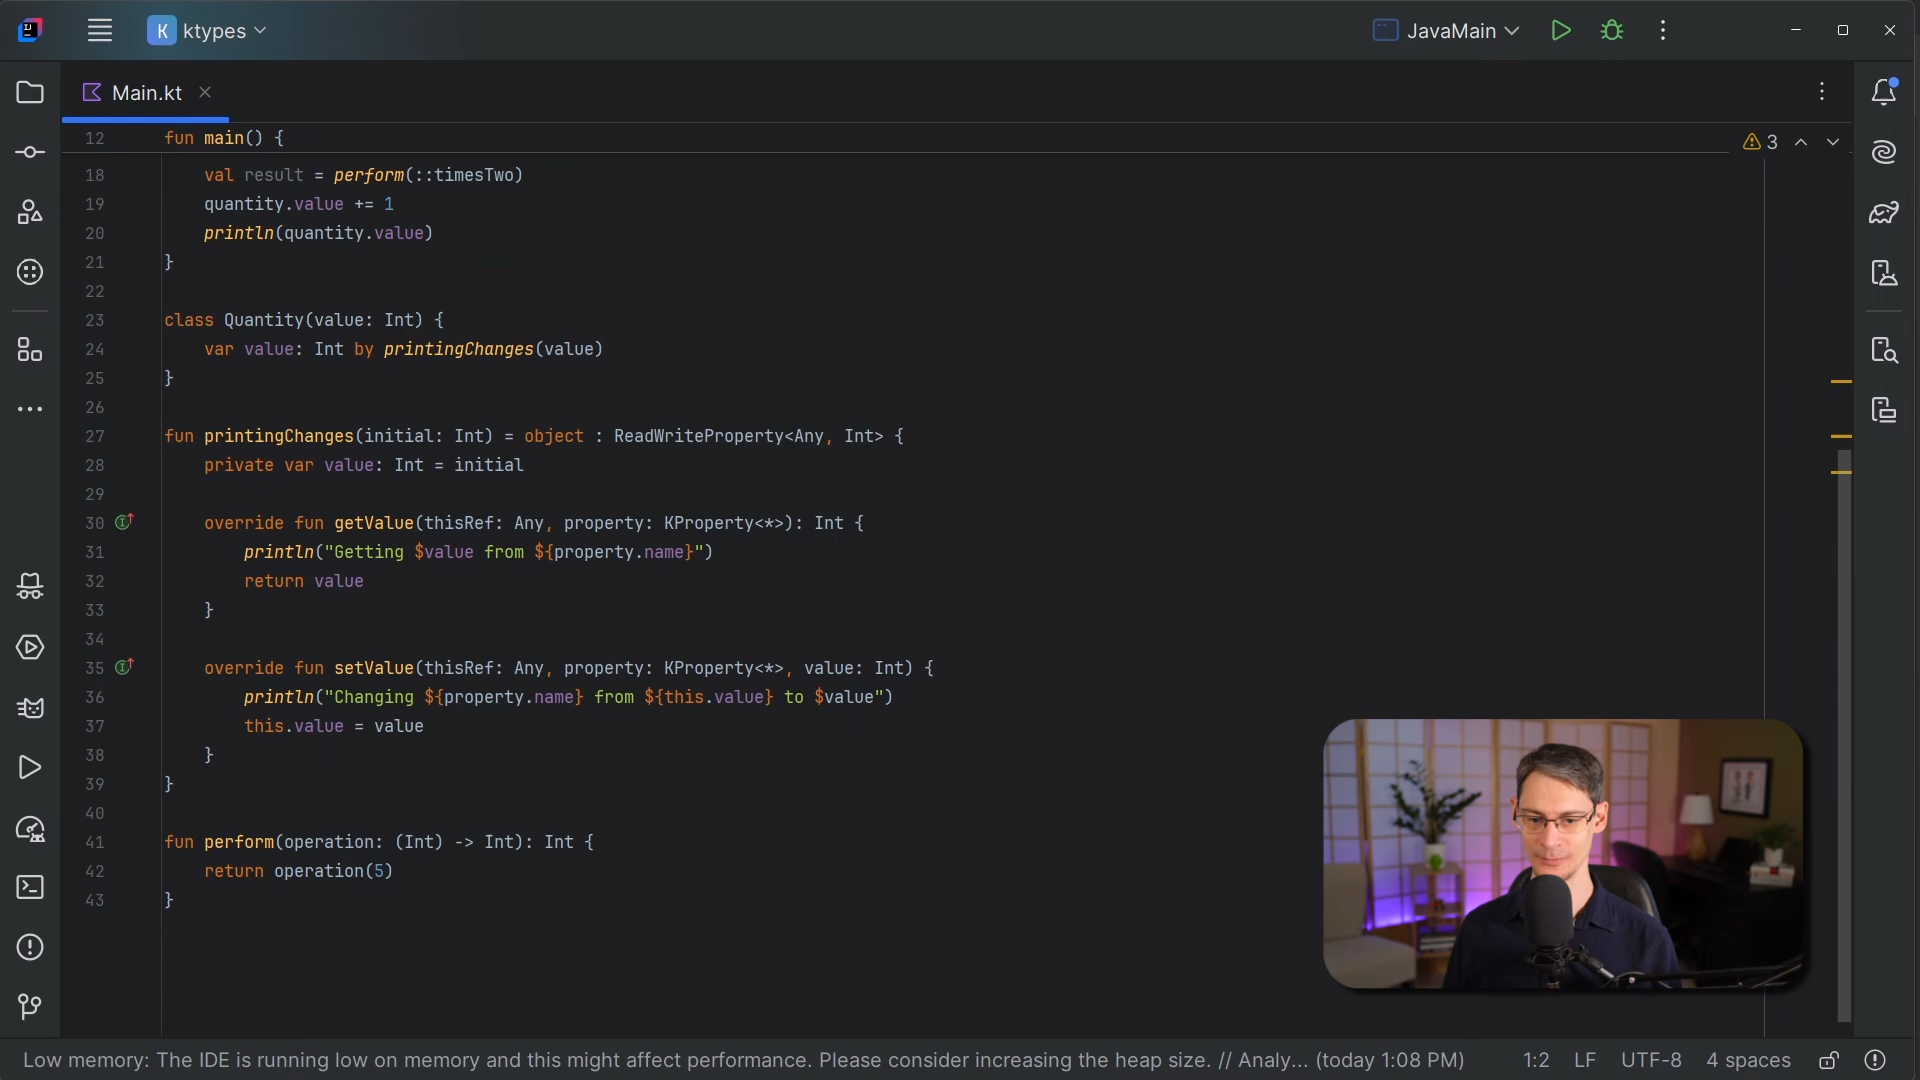 IJ
K ktypes
JavaMain
Main.kt
3
12 fun main() {
18 val result = perform(::timesTwo)
19 quantity.value += 1
20 println(quantity.value)
21 }
22
23 class Quantity(value: Int) {
24 var value: Int by printingChanges(value)
25 }
26
27 fun printingChanges(initial: Int) = object : ReadWriteProperty<Any, Int> {
28 private var value: Int = initial
29
30 override fun getValue(thisRef: Any, property: KProperty<*>): Int {
31 println("Getting $value from ${property.name}")
32 return value
33 }
34
35 override fun setValue(thisRef: Any, property: KProperty<*>, value: Int) {
36 println("Changing ${property.name} from ${this.value} to $value")
37 this.value = value
38 }
39 }
40
41 fun perform(operation: (Int) -> Int): Int {
42 return operation(5)
43 }
Low memory: The IDE is running low on memory and this might affect performance. Please consider increasing the heap size. // Analy... (today 1:08 PM)
1:2 LF UTF-8 4 spaces